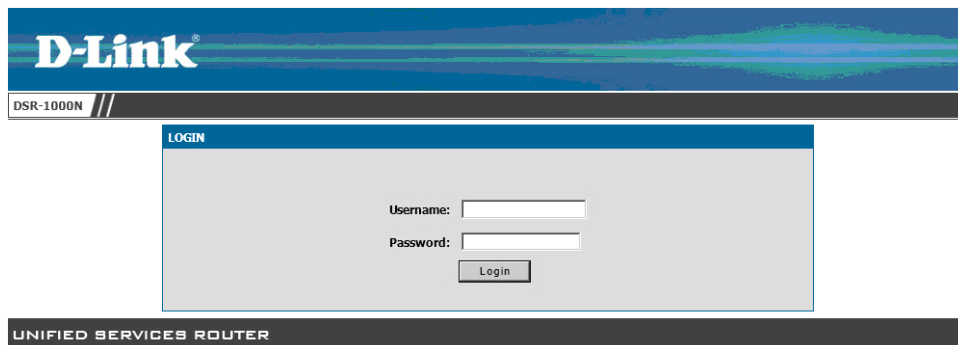 D-Link®
DSR-1000N
LOGIN
Username:
Password:
Login
UNIFIED SERVICES ROUTER